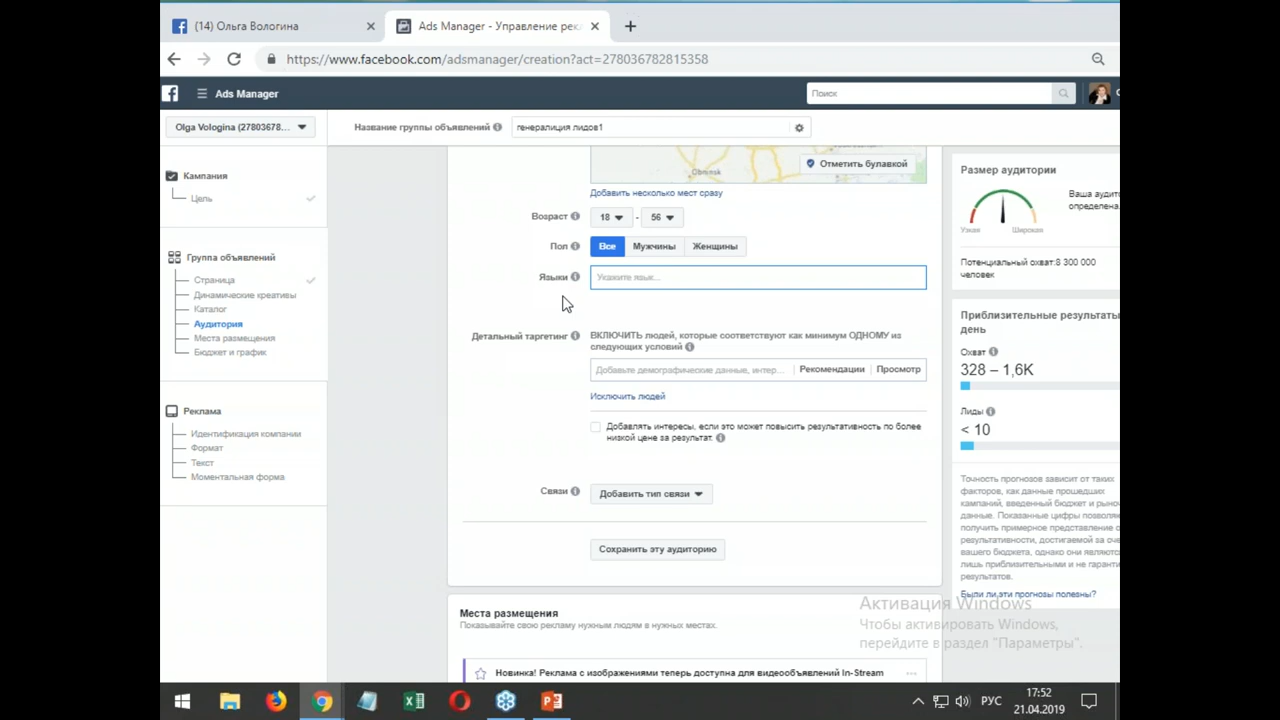 (14) Ольга Вологина
Ads Manager - Управление рек
https://www.facebook.com/adsmanager/creation?act=278036782815358
Ads Manager
Поиск
Olga Vologina (27803678...
Название группы объявлений
генералиция лидов1
Кампания
Цель
Группа объявлений
Страница
Динамические креативы
Каталог
Аудитория
Места размещения
Бюджет и график
Реклама
Идентификация компании
Формат
Текст
Моментальная форма
Obninsk
Отметить булавкой
Добавить несколько мест сразу
Возраст
18 - 56
Пол
Все Мужчины Женщины
Языки
Укажите язык...
Детальный таргетинг
ВКЛЮЧИТЬ людей, которые соответствуют как минимум ОДНОМУ из
следующих условий
Добавьте демографические данные, интер...
Рекомендации
Просмотр
Исключить людей
Добавлять интересы, если это может повысить результативность по более
низкой цене за результат.
Связи
Добавить тип связи
Сохранить эту аудиторию
Места размещения
Показывайте свою рекламу нужным людям в нужных местах.
Новинка! Реклама с изображениями теперь доступна для видеообъявлений In-Stream
Размер аудитории
Ваша аудито
определена.
Узкая
Широкая
Потенциальный охват:8 300 000
человек
Приблизительные результаты
день
Охват
328 – 1,6K
Лиды
< 10
Точность прогнозов зависит от таких
факторов, как данные прошедших
кампаний, введенный бюджет и рыно
данные. Показанные цифры позволя
получить примерное представление о
результативности, достигаемой за сче
вашего бюджета, однако они являютс
лишь приблизительными и не гаранти
результатов.
Были ли эти прогнозы полезны?
Активация Windows
Чтобы активировать Windows,
перейдите в раздел "Параметры".
РУС
17:52
21.04.2019